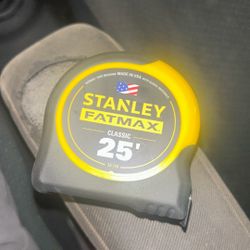 MADE IN USA
STANLEY
FATMAX
CLASSIC
25'